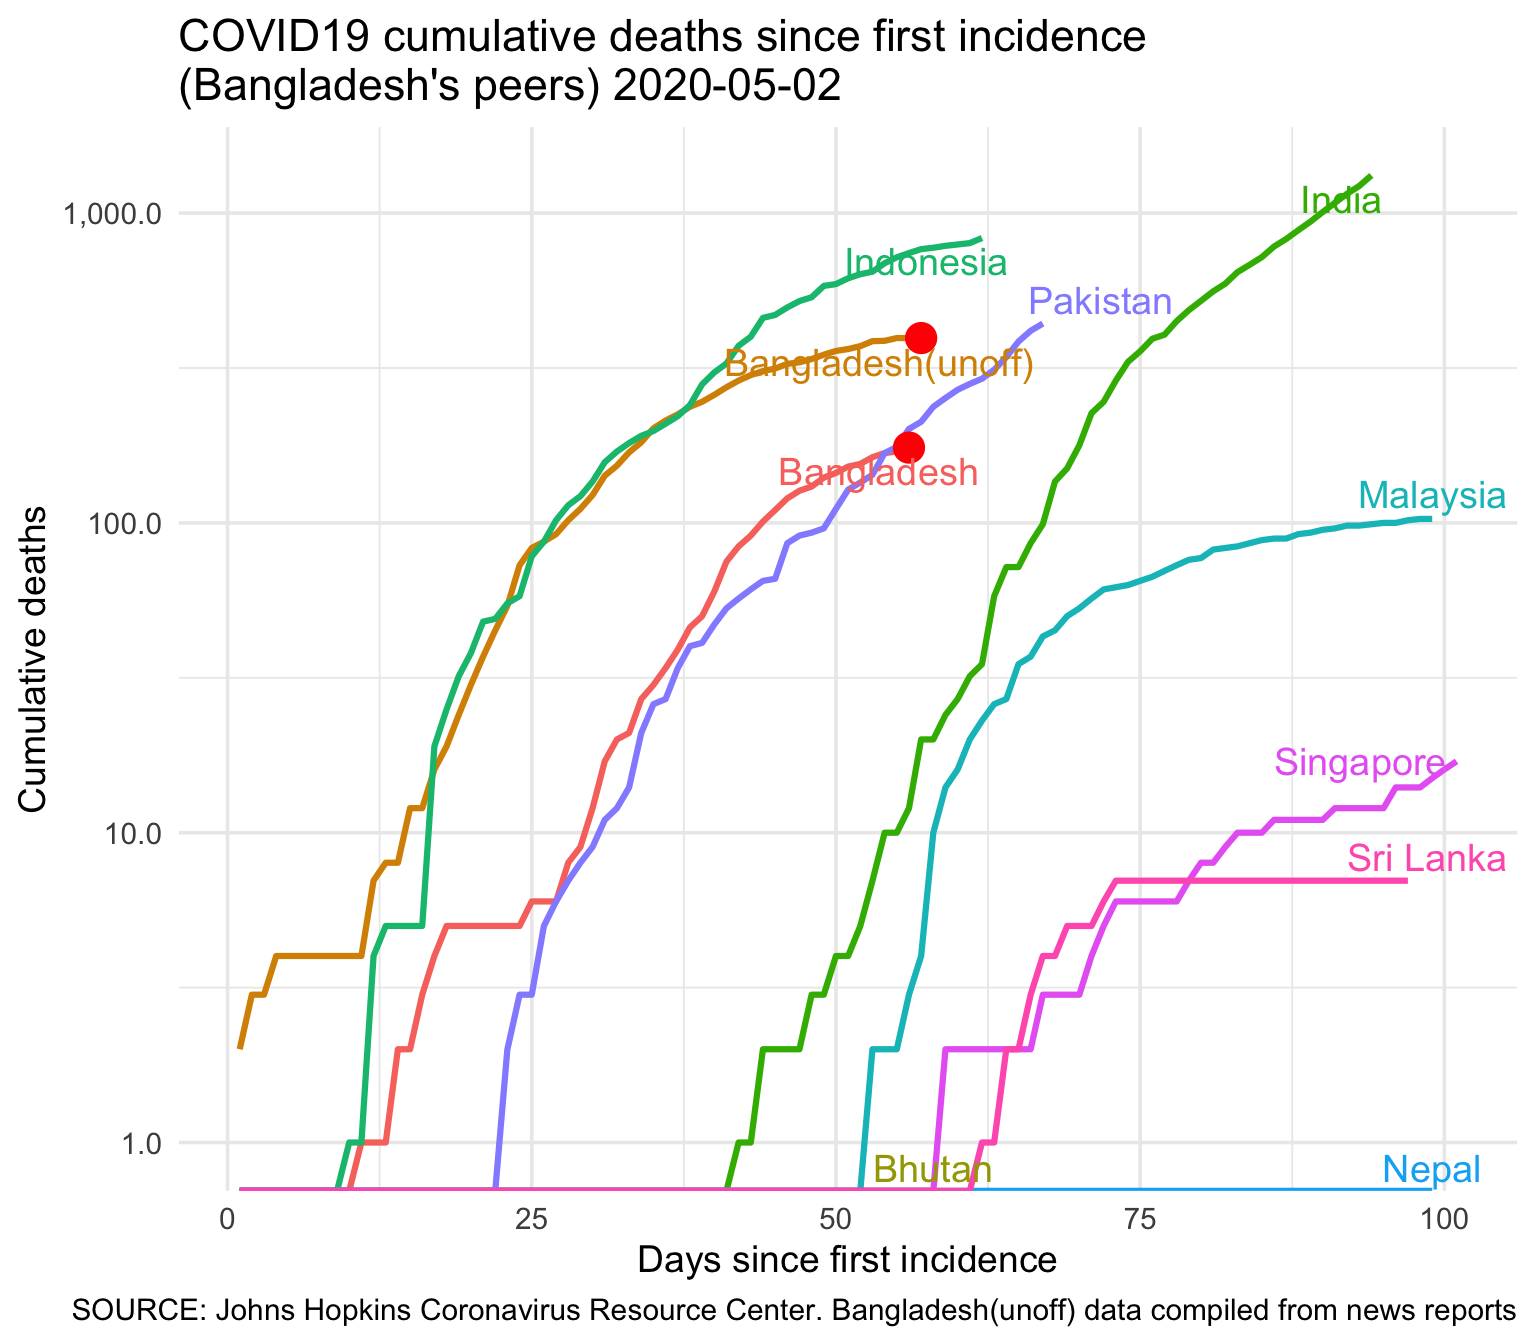 COVID19 cumulative deaths since first incidence
(Bangladesh's peers) 2020-05-02
Cumulative deaths
1,000.0
100.0
10.0
1.0
India
Indonesia
Pakistan
Bangladesh(unoff)
Bangladesh
Malaysia
Singapore
Sri Lanka
Bhutan
Nepal
0
25
50
75
100
Days since first incidence
SOURCE: Johns Hopkins Coronavirus Resource Center. Bangladesh(unoff) data compiled from news reports